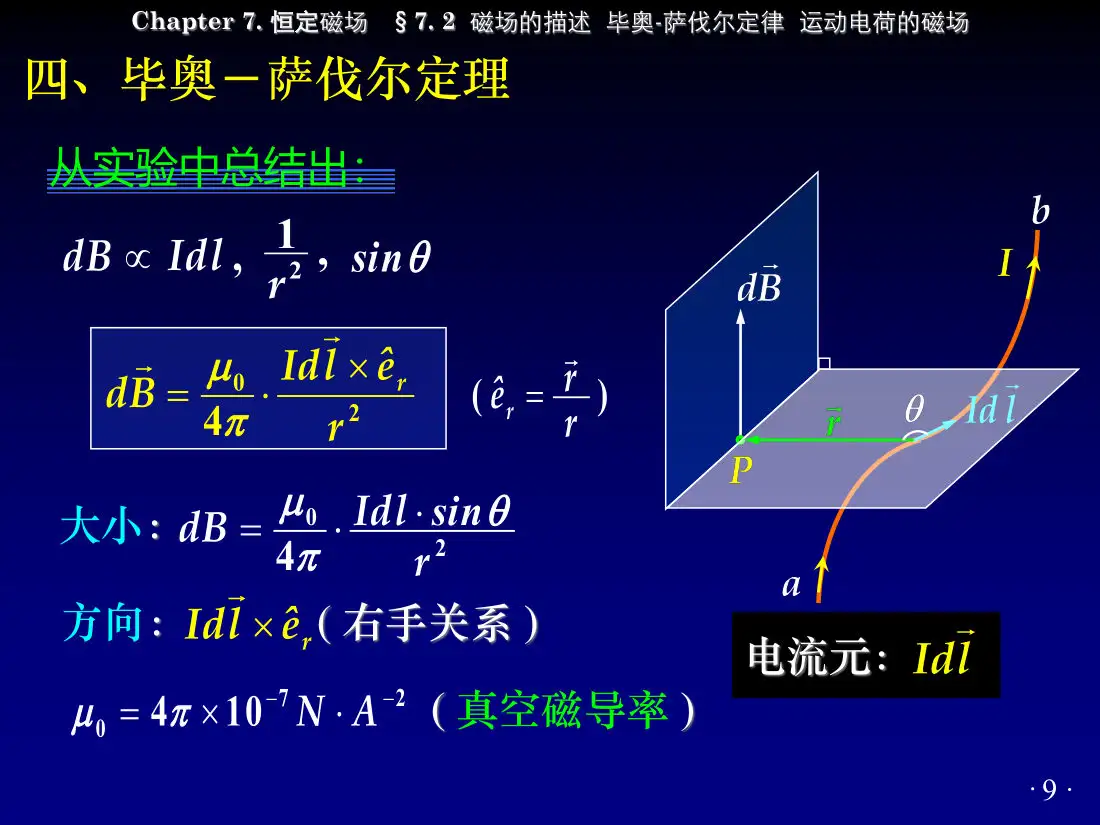 Chapter 7. 恒定磁场 §7. 2 磁场的描述 毕奥-萨伐尔定律 运动电荷的磁场
四、毕奥－萨伐尔定理
从实验中总结出：
dB ∝ Idl, 1/r², sinθ
dB⃗ = μ₀/4π · Idl⃗ × êᵣ/r² (êᵣ = r⃗/r)
大小：dB = μ₀/4π · Idl · sinθ/r²
方向：Idl⃗ × êᵣ（右手关系）
μ₀ = 4π × 10⁻⁷ N · A⁻²（真空磁导率）
b
I
dB⃗
r⃗
θ
Idl⃗
P
a
电流元：Idl⃗
·9·